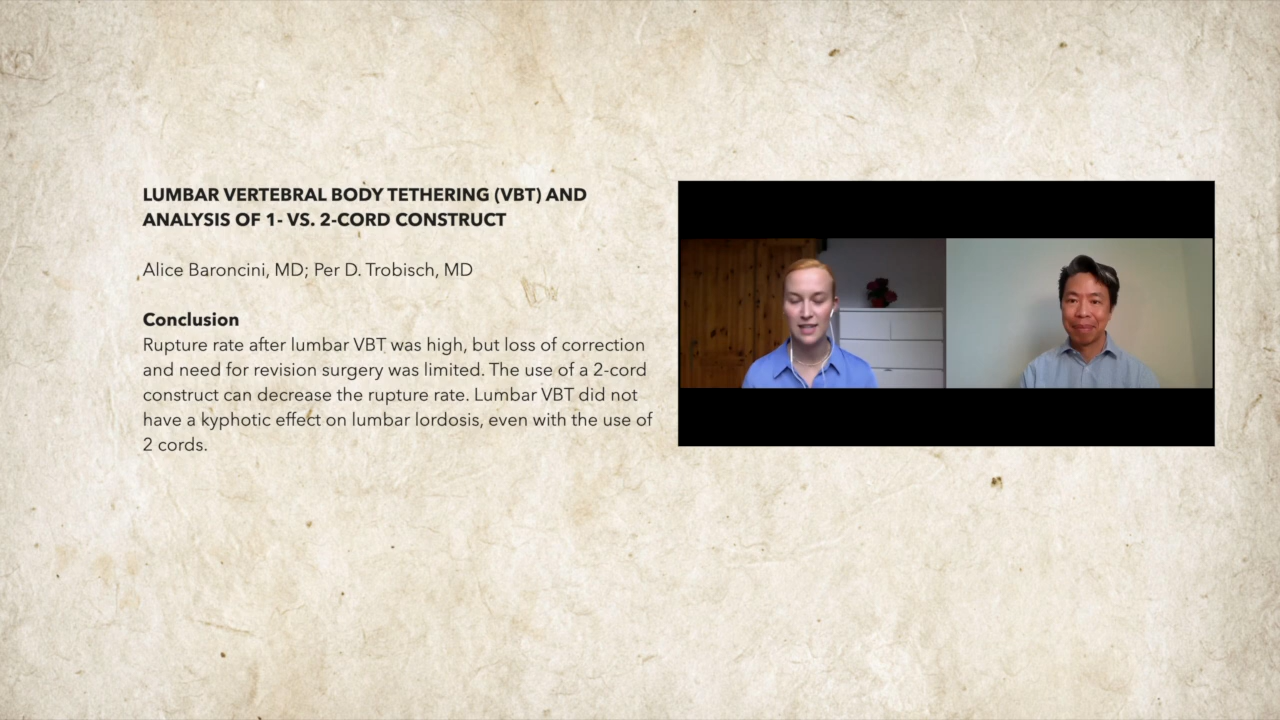 LUMBAR VERTEBRAL BODY TETHERING (VBT) AND
ANALYSIS OF 1- VS. 2-CORD CONSTRUCT
Alice Baroncini, MD; Per D. Trobisch, MD
Conclusion
Rupture rate after lumbar VBT was high, but loss of correction
and need for revision surgery was limited. The use of a 2-cord
construct can decrease the rupture rate. Lumbar VBT did not
have a kyphotic effect on lumbar lordosis, even with the use of
2 cords.